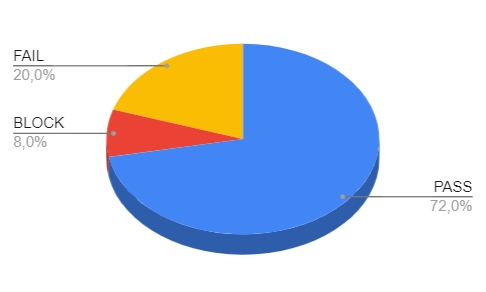 FAIL
20,0%
BLOCK
8,0%
PASS
72,0%